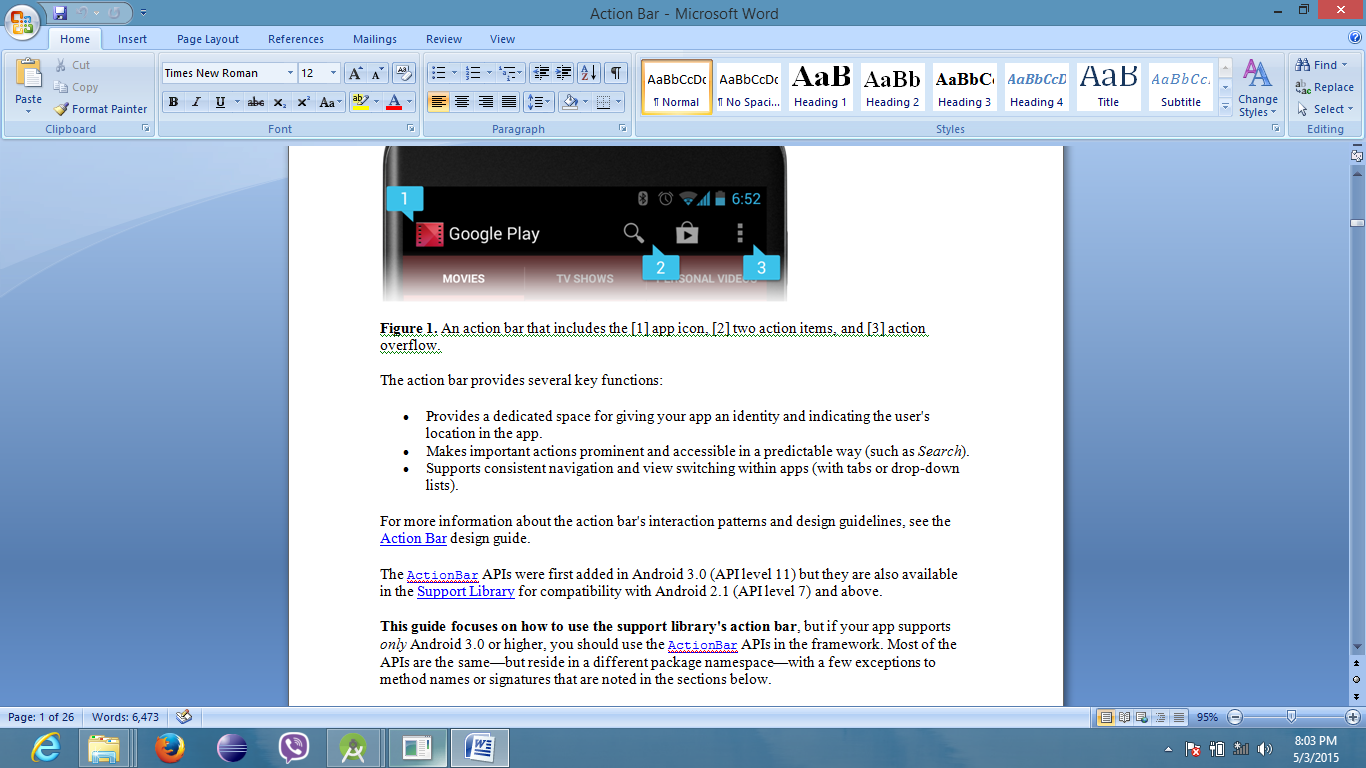 Action Bar - Microsoft Word
Home Insert Page Layout References Mailings Review View
Paste
Cut
Copy
Format Painter
Clipboard
Times New Roman 12
Font
Paragraph
AaBbCcDc AaBbCcDc AaB AaBb AaBbC AaBbCcD AaB AaBbCc.
¶ Normal ¶ No Spaci... Heading 1 Heading 2 Heading 3 Heading 4 Title Subtitle
Change
Styles
Styles
Find
Replace
Select
Editing
6:52
1
Google Play
2
3
MOVIES TV SHOWS PERSONAL VIDEOS
Figure 1. An action bar that includes the [1] app icon, [2] two action items, and [3] action
overflow.
The action bar provides several key functions:
• Provides a dedicated space for giving your app an identity and indicating the user's
location in the app.
• Makes important actions prominent and accessible in a predictable way (such as Search).
• Supports consistent navigation and view switching within apps (with tabs or drop-down
lists).
For more information about the action bar's interaction patterns and design guidelines, see the
Action Bar design guide.
The ActionBar APIs were first added in Android 3.0 (API level 11) but they are also available
in the Support Library for compatibility with Android 2.1 (API level 7) and above.
This guide focuses on how to use the support library's action bar, but if your app supports
only Android 3.0 or higher, you should use the ActionBar APIs in the framework. Most of the
APIs are the same—but reside in a different package namespace—with a few exceptions to
method names or signatures that are noted in the sections below.
Page: 1 of 26 Words: 6,473 95%
8:03 PM
5/3/2015